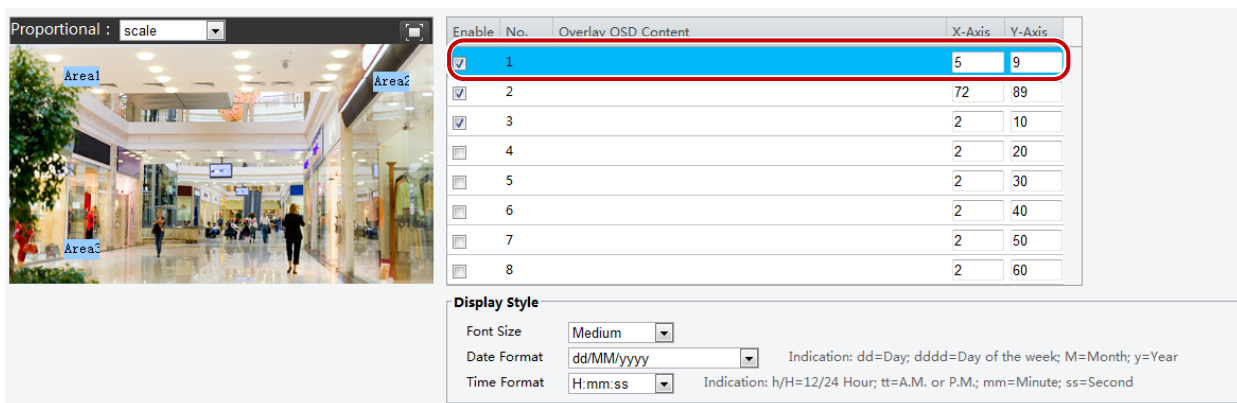 Proportional : scale
Enable No. Overlay OSD Content X-Axis Y-Axis
1 5 9
2 72 89
3 2 10
4 2 20
5 2 30
6 2 40
7 2 50
8 2 60
Area1
Area2
Area3
Display Style
Font Size Medium
Date Format dd/MM/yyyy Indication: dd=Day; dddd=Day of the week; M=Month; y=Year
Time Format H:mm:ss Indication: h/H=12/24 Hour; tt=A.M. or P.M.; mm=Minute; ss=Second